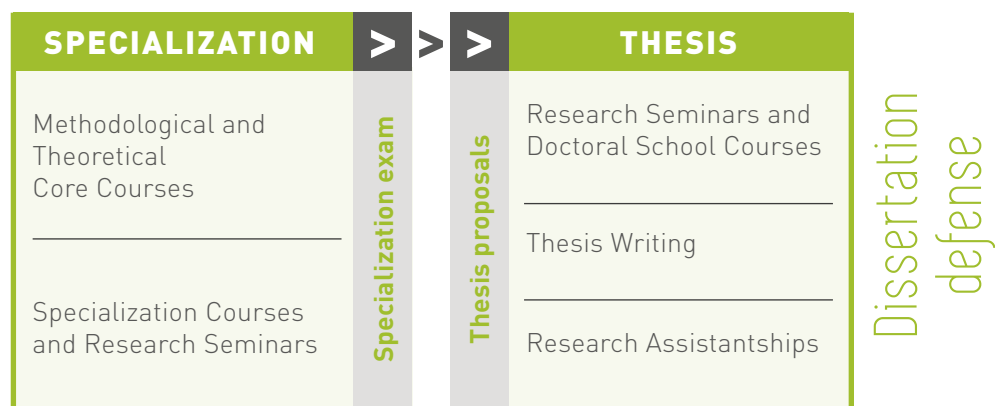 SPECIALIZATION
> > >
THESIS
Methodological and
Theoretical
Core Courses
Specialization Courses
and Research Seminars
Specialization exam
Thesis proposals
Research Seminars and
Doctoral School Courses
Thesis Writing
Research Assistantships
Dissertation
defense